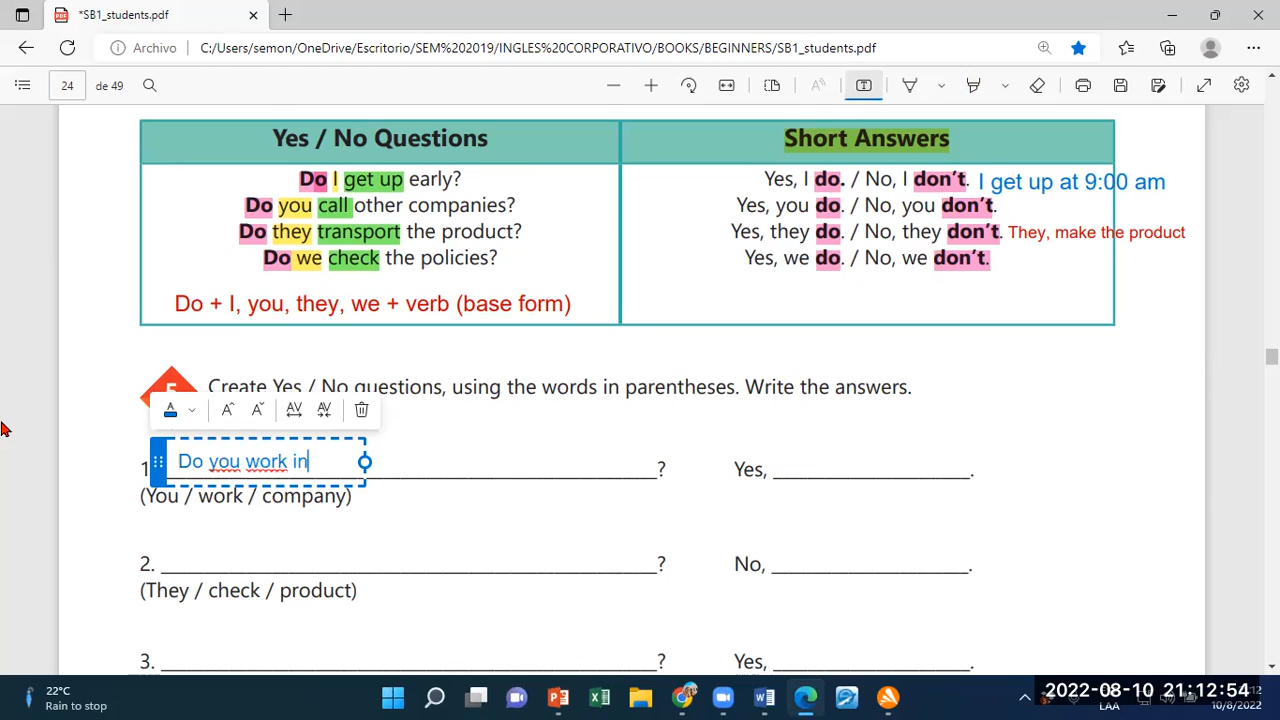 *SB1_students.pdf
Archivo
C:/Users/semon/OneDrive/Escritorio/SEM%202019/INGLES%20CORPORATIVO/BOOKS/BEGINNERS/SB1_students.pdf
24 de 49
Yes / No Questions
Short Answers
Do I get up early?
Yes, I do. / No, I don't. I get up at 9:00 am
Do you call other companies?
Yes, you do. / No, you don't.
Do they transport the product?
Yes, they do. / No, they don't. They, make the product
Do we check the policies?
Yes, we do. / No, we don't.
Do + I, you, they, we + verb (base form)
5 Create Yes / No questions, using the words in parentheses. Write the answers.
1 Do you work in ____? Yes, ____.
(You / work / company)
2. ____? No, ____.
(They / check / product)
3. ____? Yes, ____.
22°C
Rain to stop
LAA
2022-08-10 21:12:54
10/8/2022